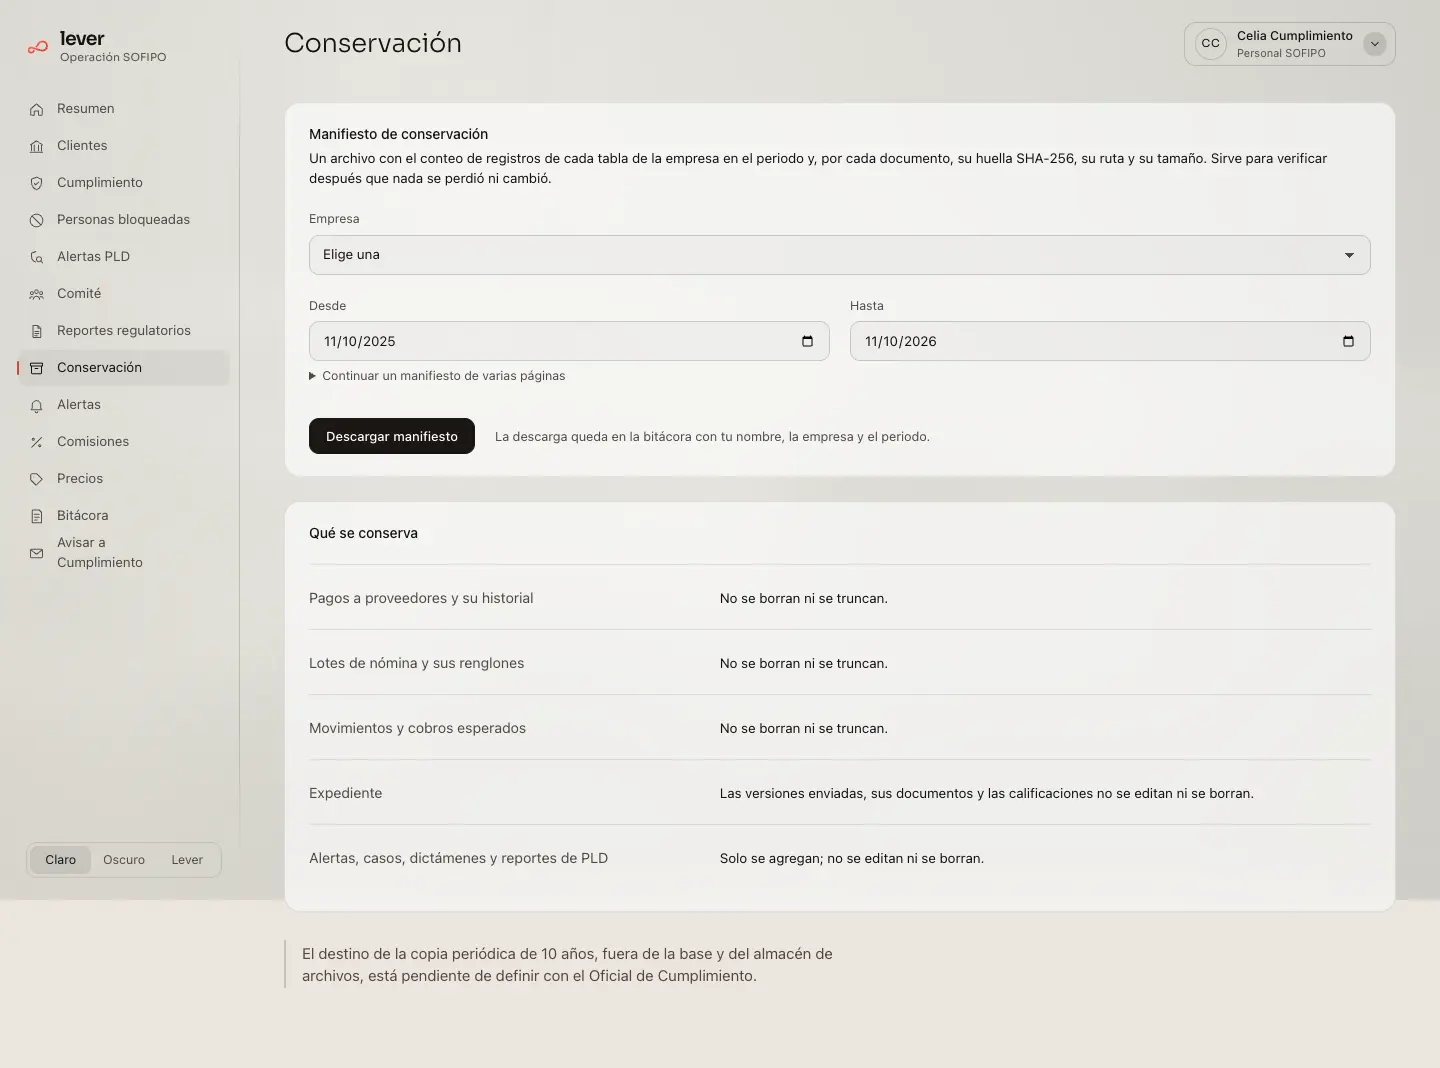 lever
Operación SOFIPO
Resumen
Clientes
Cumplimiento
Personas bloqueadas
Alertas PLD
Comité
Reportes regulatorios
Conservación
Alertas
Comisiones
Precios
Bitácora
Avisar a
Cumplimiento
Claro Oscuro Lever
Conservación
CC
Celia Cumplimiento
Personal SOFIPO
Manifiesto de conservación
Un archivo con el conteo de registros de cada tabla de la empresa en el periodo y, por cada documento, su huella SHA-256, su ruta y su tamaño. Sirve para verificar
después que nada se perdió ni cambió.
Empresa
Elige una
Desde
Hasta
11/10/2025
11/10/2026
Continuar un manifiesto de varias páginas
Descargar manifiesto
La descarga queda en la bitácora con tu nombre, la empresa y el periodo.
Qué se conserva
Pagos a proveedores y su historial
No se borran ni se truncan.
Lotes de nómina y sus renglones
No se borran ni se truncan.
Movimientos y cobros esperados
No se borran ni se truncan.
Expediente
Las versiones enviadas, sus documentos y las calificaciones no se editan ni se borran.
Alertas, casos, dictámenes y reportes de PLD
Solo se agregan; no se editan ni se borran.
El destino de la copia periódica de 10 años, fuera de la base y del almacén de
archivos, está pendiente de definir con el Oficial de Cumplimiento.